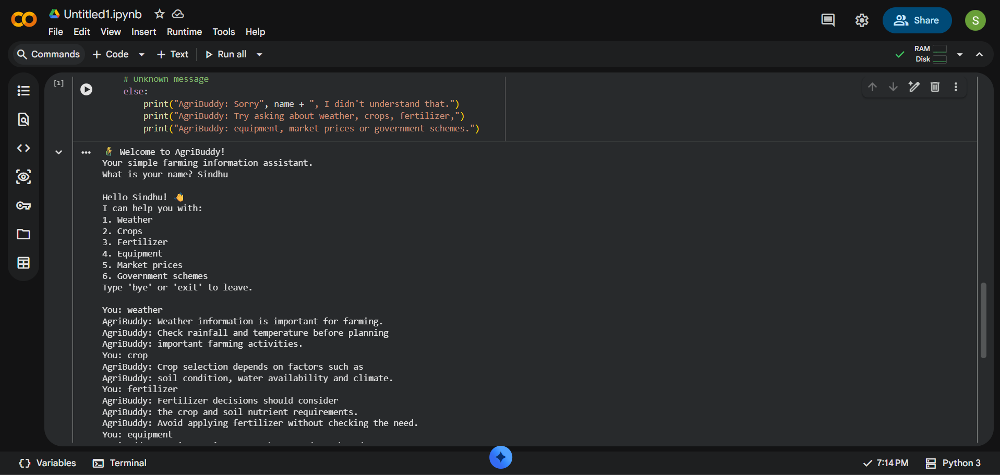 Untitled1.ipynb
File Edit View Insert Runtime Tools Help
Share
S
Commands + Code + Text Run all
RAM
Disk
[1]
# Unknown message
else:
print("AgriBuddy: Sorry", name + ", I didn't understand that.")
print("AgriBuddy: Try asking about weather, crops, fertilizer,")
print("AgriBuddy: equipment, market prices or government schemes.")
Welcome to AgriBuddy!
Your simple farming information assistant.
What is your name? Sindhu
Hello Sindhu! 👋
I can help you with:
1. Weather
2. Crops
3. Fertilizer
4. Equipment
5. Market prices
6. Government schemes
Type 'bye' or 'exit' to leave.
You: weather
AgriBuddy: Weather information is important for farming.
AgriBuddy: Check rainfall and temperature before planning
AgriBuddy: important farming activities.
You: crop
AgriBuddy: Crop selection depends on factors such as
AgriBuddy: soil condition, water availability and climate.
You: fertilizer
AgriBuddy: Fertilizer decisions should consider
AgriBuddy: the crop and soil nutrient requirements.
AgriBuddy: Avoid applying fertilizer without checking the need.
You: equipment
Variables Terminal
7:14 PM Python 3